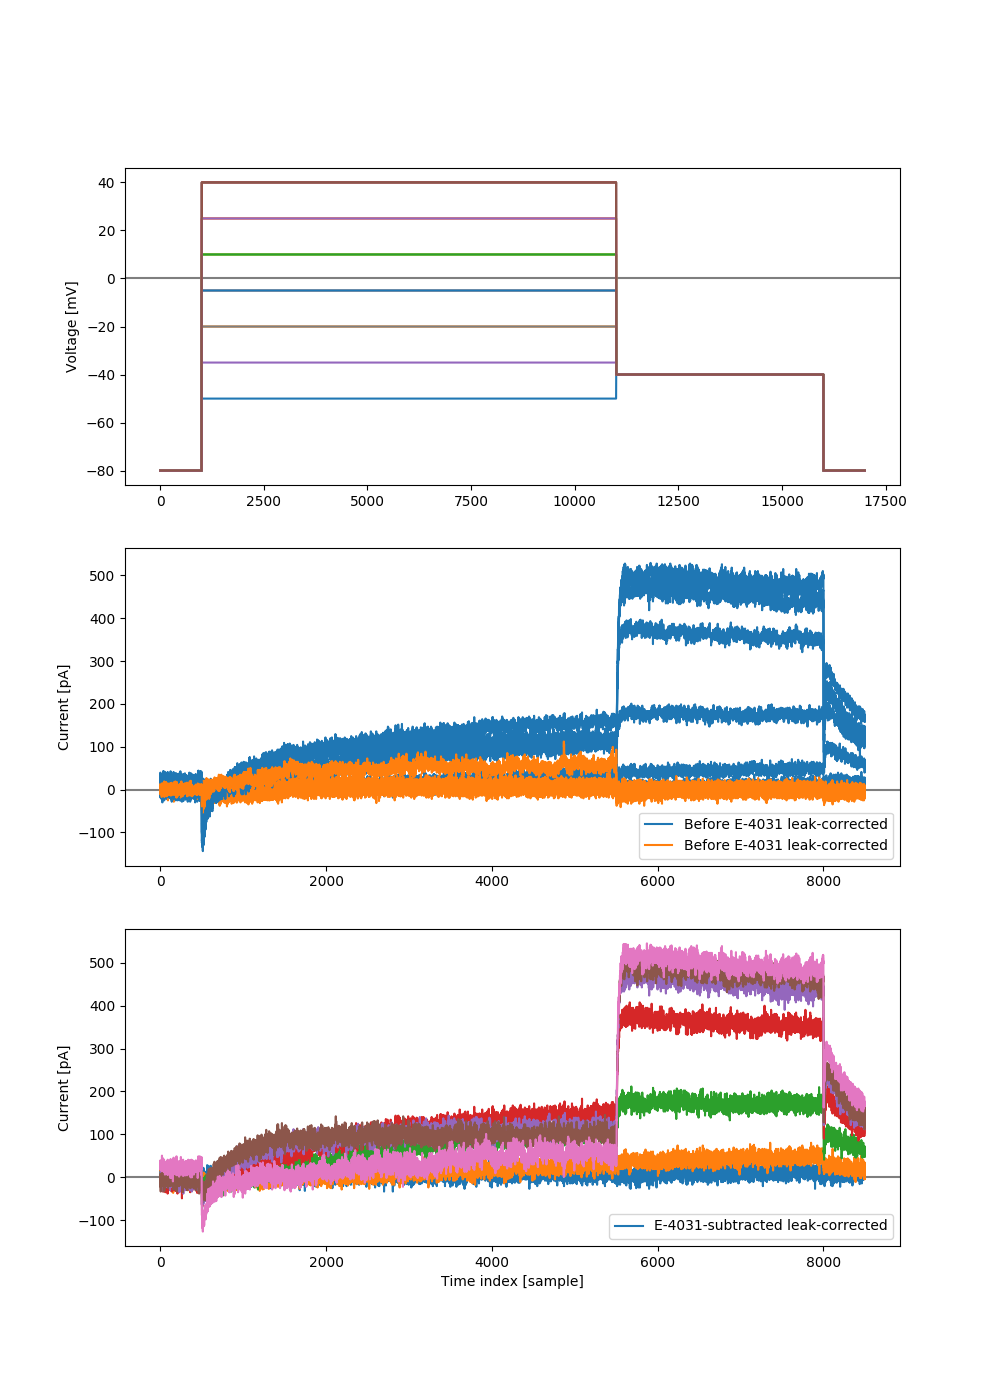 40
20
0
−20
−40
−60
−80
Voltage [mV]
0 2500 5000 7500 10000 12500 15000 17500
500
400
300
200
100
0
−100
Current [pA]
Before E-4031 leak-corrected
Before E-4031 leak-corrected
0 2000 4000 6000 8000
500
400
300
200
100
0
−100
Current [pA]
E-4031-subtracted leak-corrected
0 2000 4000 6000 8000
Time index [sample]